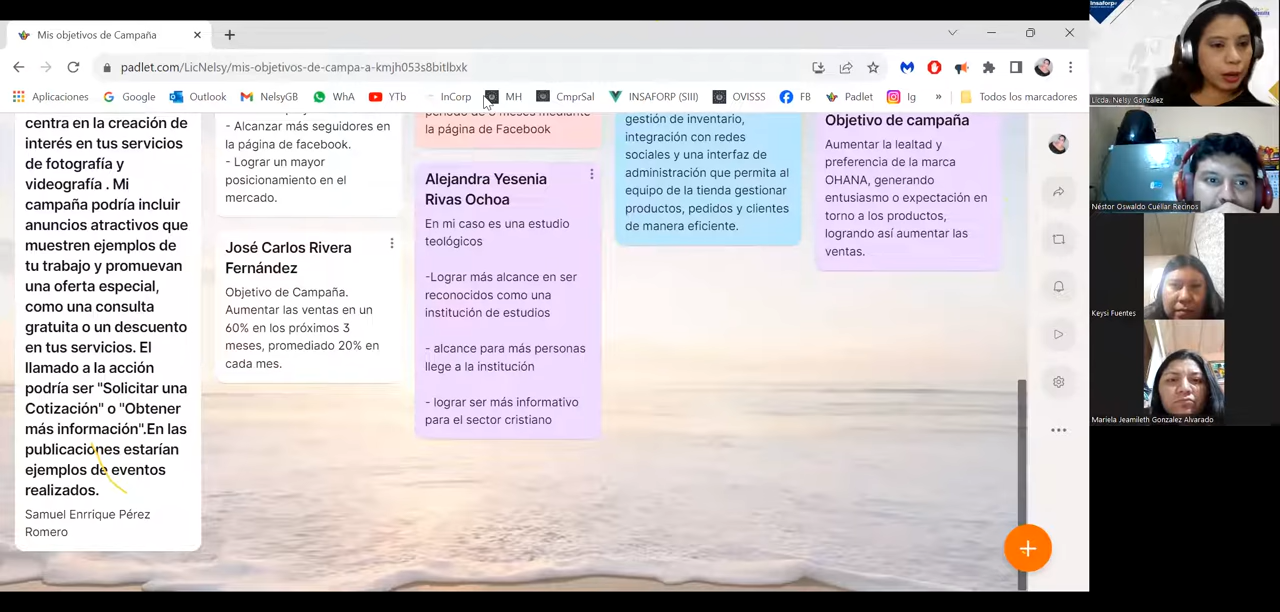 Mis objetivos de Campaña
padlet.com/LicNelsy/mis-objetivos-de-campa-a-kmjh053s8bitlbxk
Aplicaciones
Google
Outlook
NelsyGB
WhA
YTb
InCorp
MH
CmprSal
INSAFORP (SIII)
OVISSS
FB
Padlet
Ig
»
Todos los marcadores
centra en la creación de
interés en tus servicios
de fotografía y
videografía . Mi
campaña podría incluir
anuncios atractivos que
muestren ejemplos de
tu trabajo y promuevan
una oferta especial,
como una consulta
gratuita o un descuento
en tus servicios. El
llamado a la acción
podría ser "Solicitar una
Cotización" o "Obtener
más información".En las
publicaciones estarían
ejemplos de eventos
realizados.
Samuel Enrrique Pérez
Romero
- Alcanzar más seguidores en
la página de facebook.
- Lograr un mayor
posicionamiento en el
mercado.
José Carlos Rivera
Fernández
Objetivo de Campaña.
Aumentar las ventas en un
60% en los próximos 3
meses, promediado 20% en
cada mes.
la página de Facebook
Alejandra Yesenia
Rivas Ochoa
En mi caso es una estudio
teológicos
-Lograr más alcance en ser
reconocidos como una
institución de estudios
- alcance para más personas
llege a la institución
- lograr ser más informativo
para el sector cristiano
gestión de inventario,
integración con redes
sociales y una interfaz de
administración que permita al
equipo de la tienda gestionar
productos, pedidos y clientes
de manera eficiente.
Objetivo de campaña
Aumentar la lealtad y
preferencia de la marca
OHANA, generando
entusiasmo o expectación en
torno a los productos,
logrando así aumentar las
ventas.
Insaforp
Licda. Nelsy González
Néstor Oswaldo Cuéllar Recinos
Keysi Fuentes
Mariela Jeamileth Gonzalez Alvarado